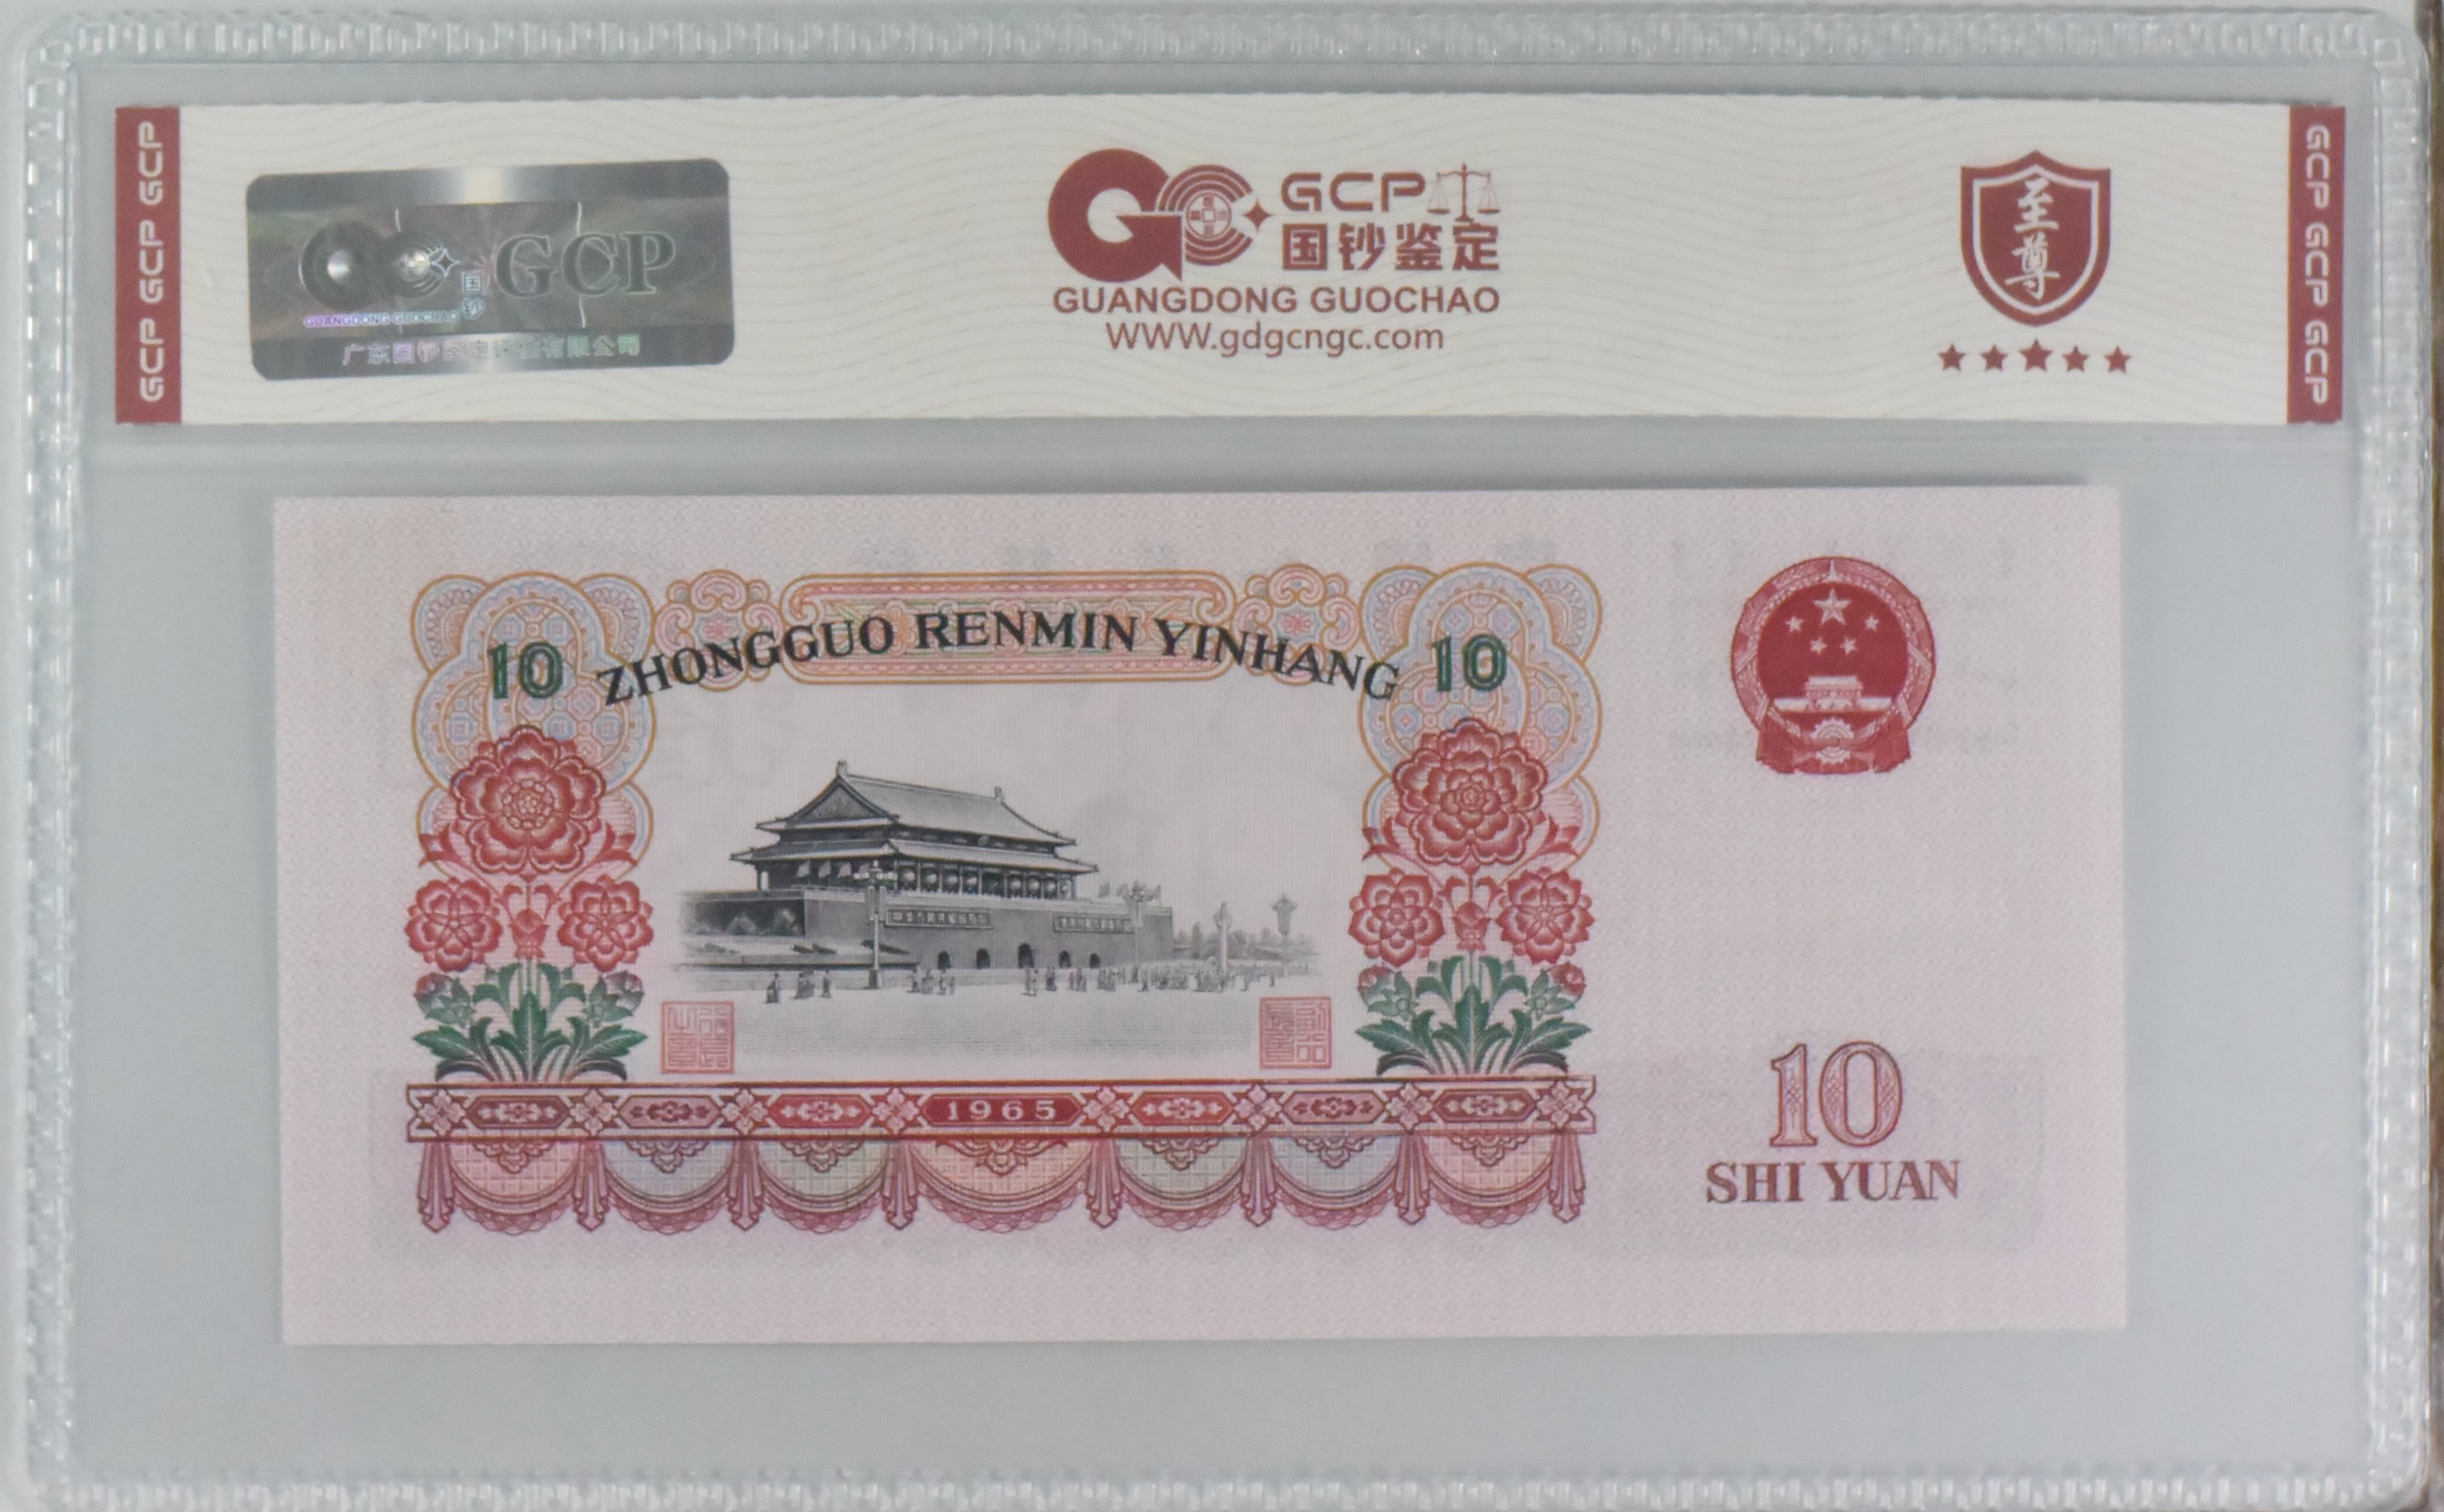 GCP GCP GCP
GCP
国钞
GUANGDONG GUOCHAO
广东国钞鉴定评估有限公司
GCP
国钞鉴定
GUANGDONG GUOCHAO
WWW.gdgcngc.com
至尊
GCP GCP GCP
10 ZHONGGUO RENMIN YINHANG 10
1965
10
SHI YUAN